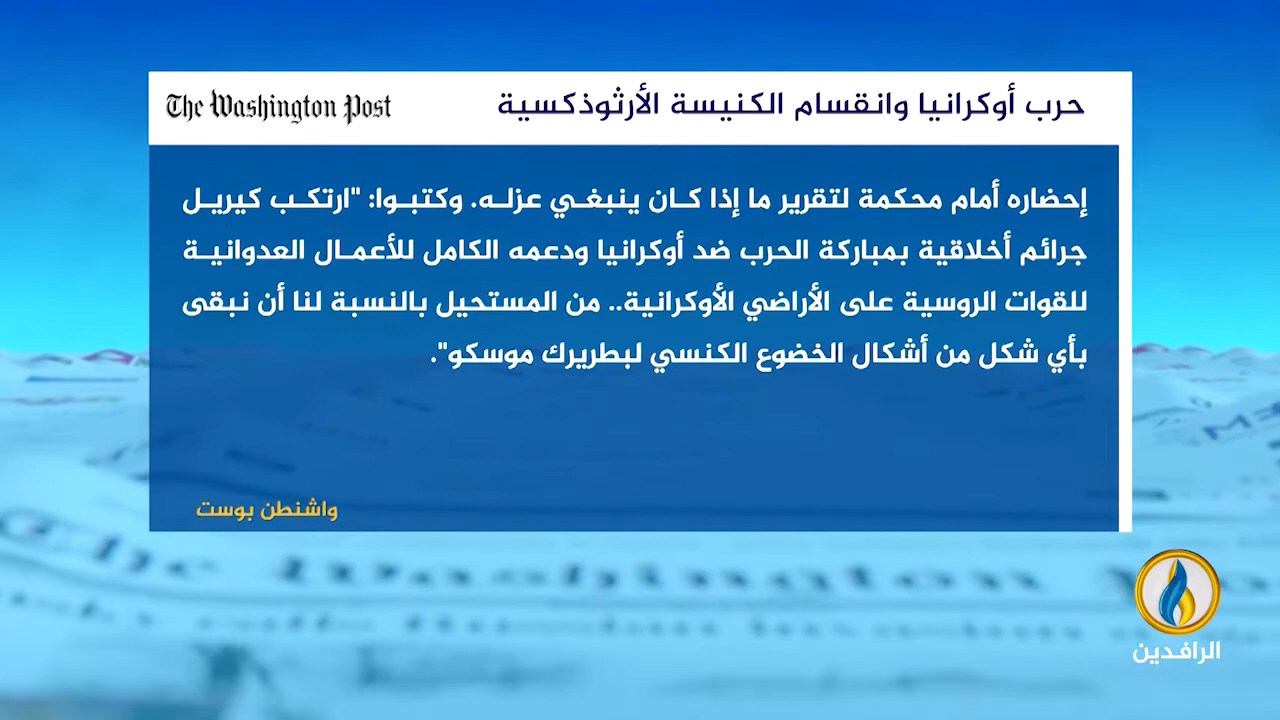 The Washington Post
حرب أوكرانيا وانقسام الكنيسة الأرثوذكسية
إحضاره أمام محكمة لتقرير ما إذا كان ينبغي عزله. وكتبوا: "ارتكب كيريل
جرائم أخلاقية بمباركة الحرب ضد أوكرانيا ودعمه الكامل للأعمال العدوانية
للقوات الروسية على الأراضي الأوكرانية.. من المستحيل بالنسبة لنا أن نبقى
بأي شكل من أشكال الخضوع الكنسي لبطريرك موسكو".
واشنطن بوست
the Washington
الرافدين